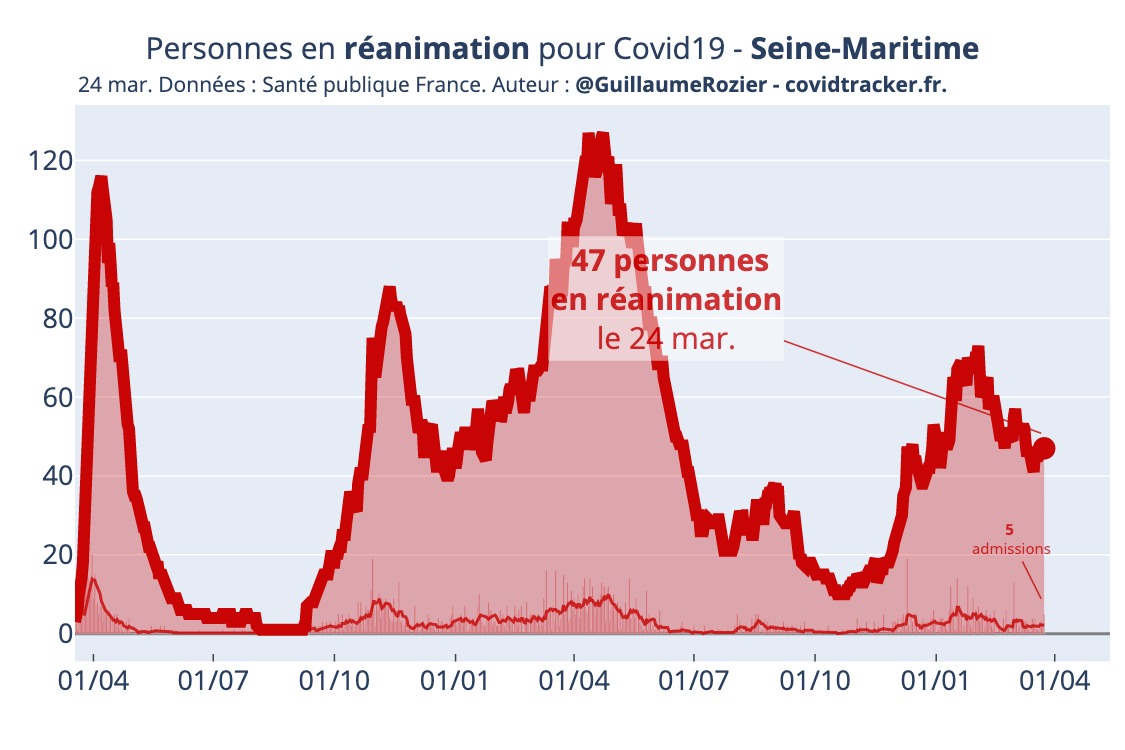 Personnes en réanimation pour Covid19 - Seine-Maritime
24 mar. Données : Santé publique France. Auteur : @GuillaumeRozier - covidtracker.fr.
120
100
80
60
40
20
0
47 personnes
en réanimation
le 24 mar.
5
admissions
01/04
01/07
01/10
01/01
01/04
01/07
01/10
01/01
01/04